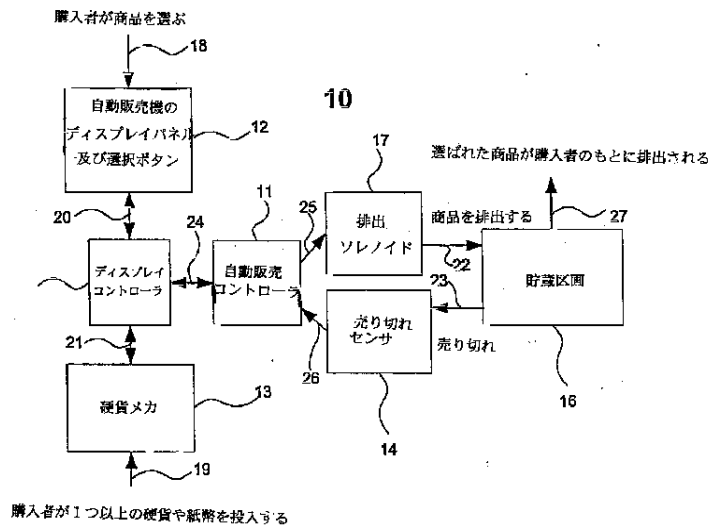 購入者が商品を選ぶ
18
10
自動販売機の
ディスプレイパネル
及び選択ボタン
12
17
選ばれた商品が購入者のもとに排出される
27
20
24
11
25
排出
ソレノイド
商品を排出する
22
ディスプレイ
コントローラ
自動販売
コントローラ
23
貯蔵区画
21
26
売り切れ
センサ
売り切れ
硬貨メカ
13
14
16
19
購入者が1つ以上の硬貨や紙幣を投入する